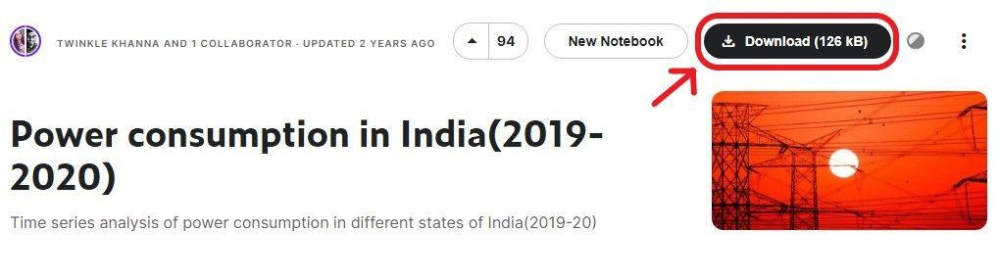 TWINKLE KHANNA AND 1 COLLABORATOR · UPDATED 2 YEARS AGO
94
New Notebook
Download (126 kB)
Power consumption in India(2019-
2020)
Time series analysis of power consumption in different states of India(2019-20)